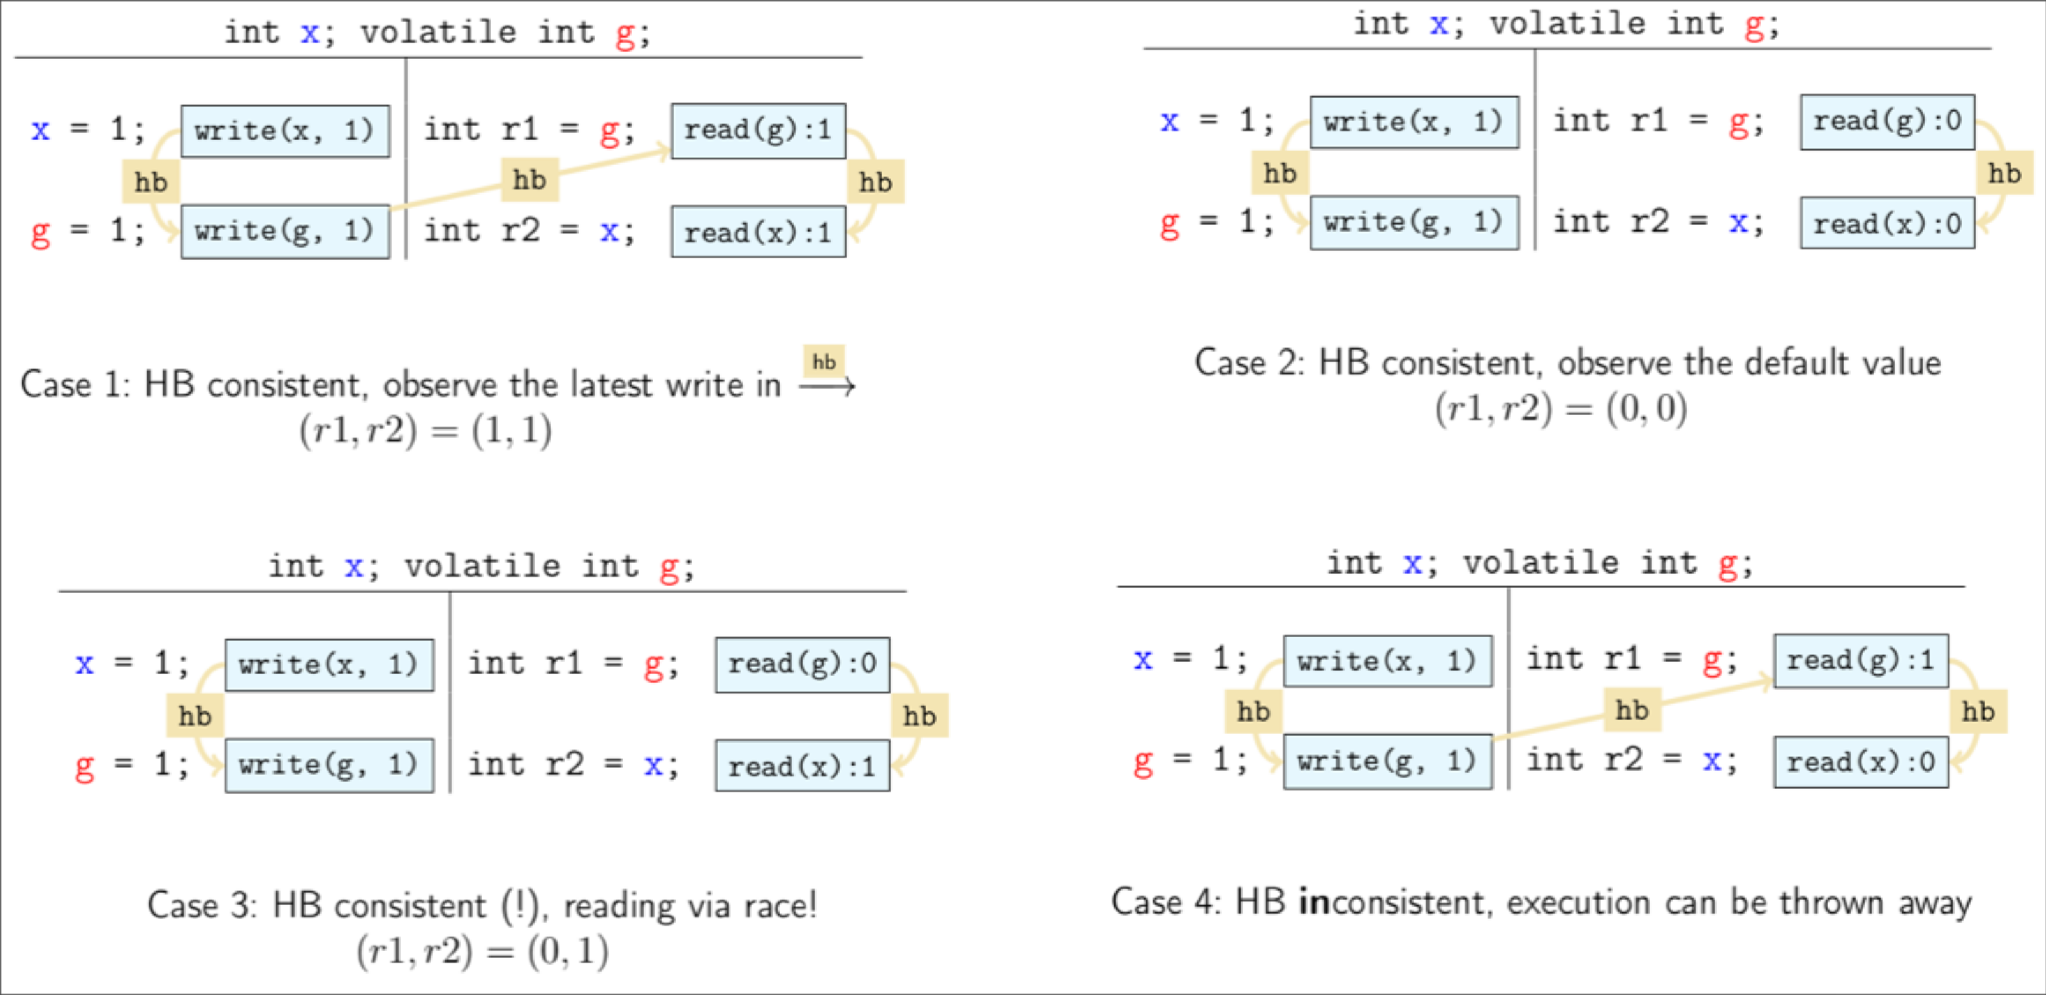 int x; volatile int g;
x = 1; write(x, 1) int r1 = g; read(g):1
hb hb hb
g = 1; write(g, 1) int r2 = x; read(x):1
hb
Case 1: HB consistent, observe the latest write in ⟶
(r1, r2) = (1, 1)
int x; volatile int g;
x = 1; write(x, 1) int r1 = g; read(g):0
hb hb
g = 1; write(g, 1) int r2 = x; read(x):0
Case 2: HB consistent, observe the default value
(r1, r2) = (0, 0)
int x; volatile int g;
x = 1; write(x, 1) int r1 = g; read(g):0
hb hb
g = 1; write(g, 1) int r2 = x; read(x):1
Case 3: HB consistent (!), reading via race!
(r1, r2) = (0, 1)
int x; volatile int g;
x = 1; write(x, 1) int r1 = g; read(g):1
hb hb hb
g = 1; write(g, 1) int r2 = x; read(x):0
Case 4: HB inconsistent, execution can be thrown away